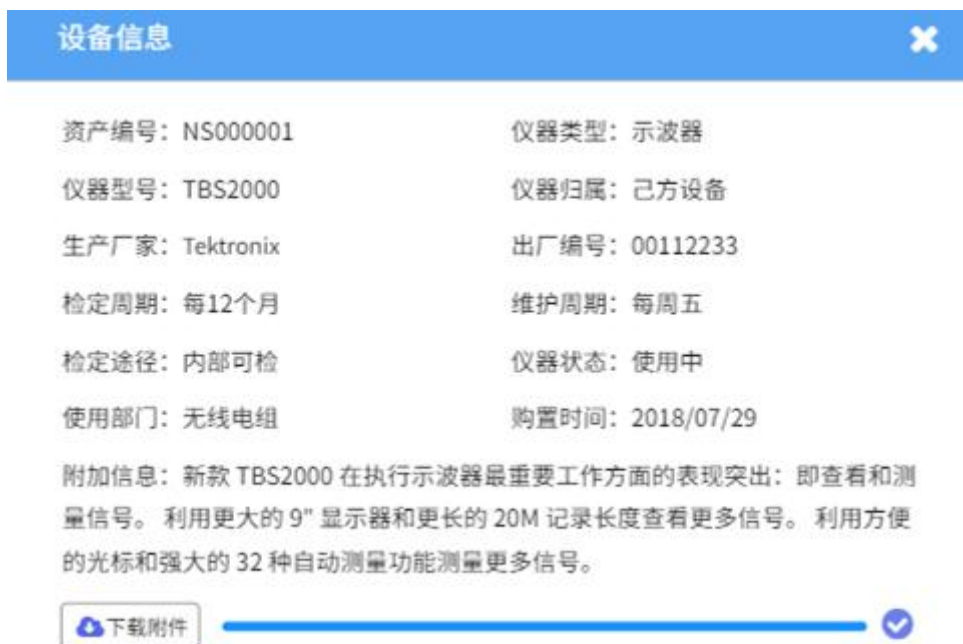 设备信息
资产编号：NS000001 仪器类型：示波器
仪器型号：TBS2000 仪器归属：己方设备
生产厂家：Tektronix 出厂编号：00112233
检定周期：每12个月 维护周期：每周五
检定途径：内部可检 仪器状态：使用中
使用部门：无线电组 购置时间：2018/07/29
附加信息：新款 TBS2000 在执行示波器最重要工作方面的表现突出：即查看和测
量信号。 利用更大的 9" 显示器和更长的 20M 记录长度查看更多信号。 利用方便
的光标和强大的 32 种自动测量功能测量更多信号。
下载附件